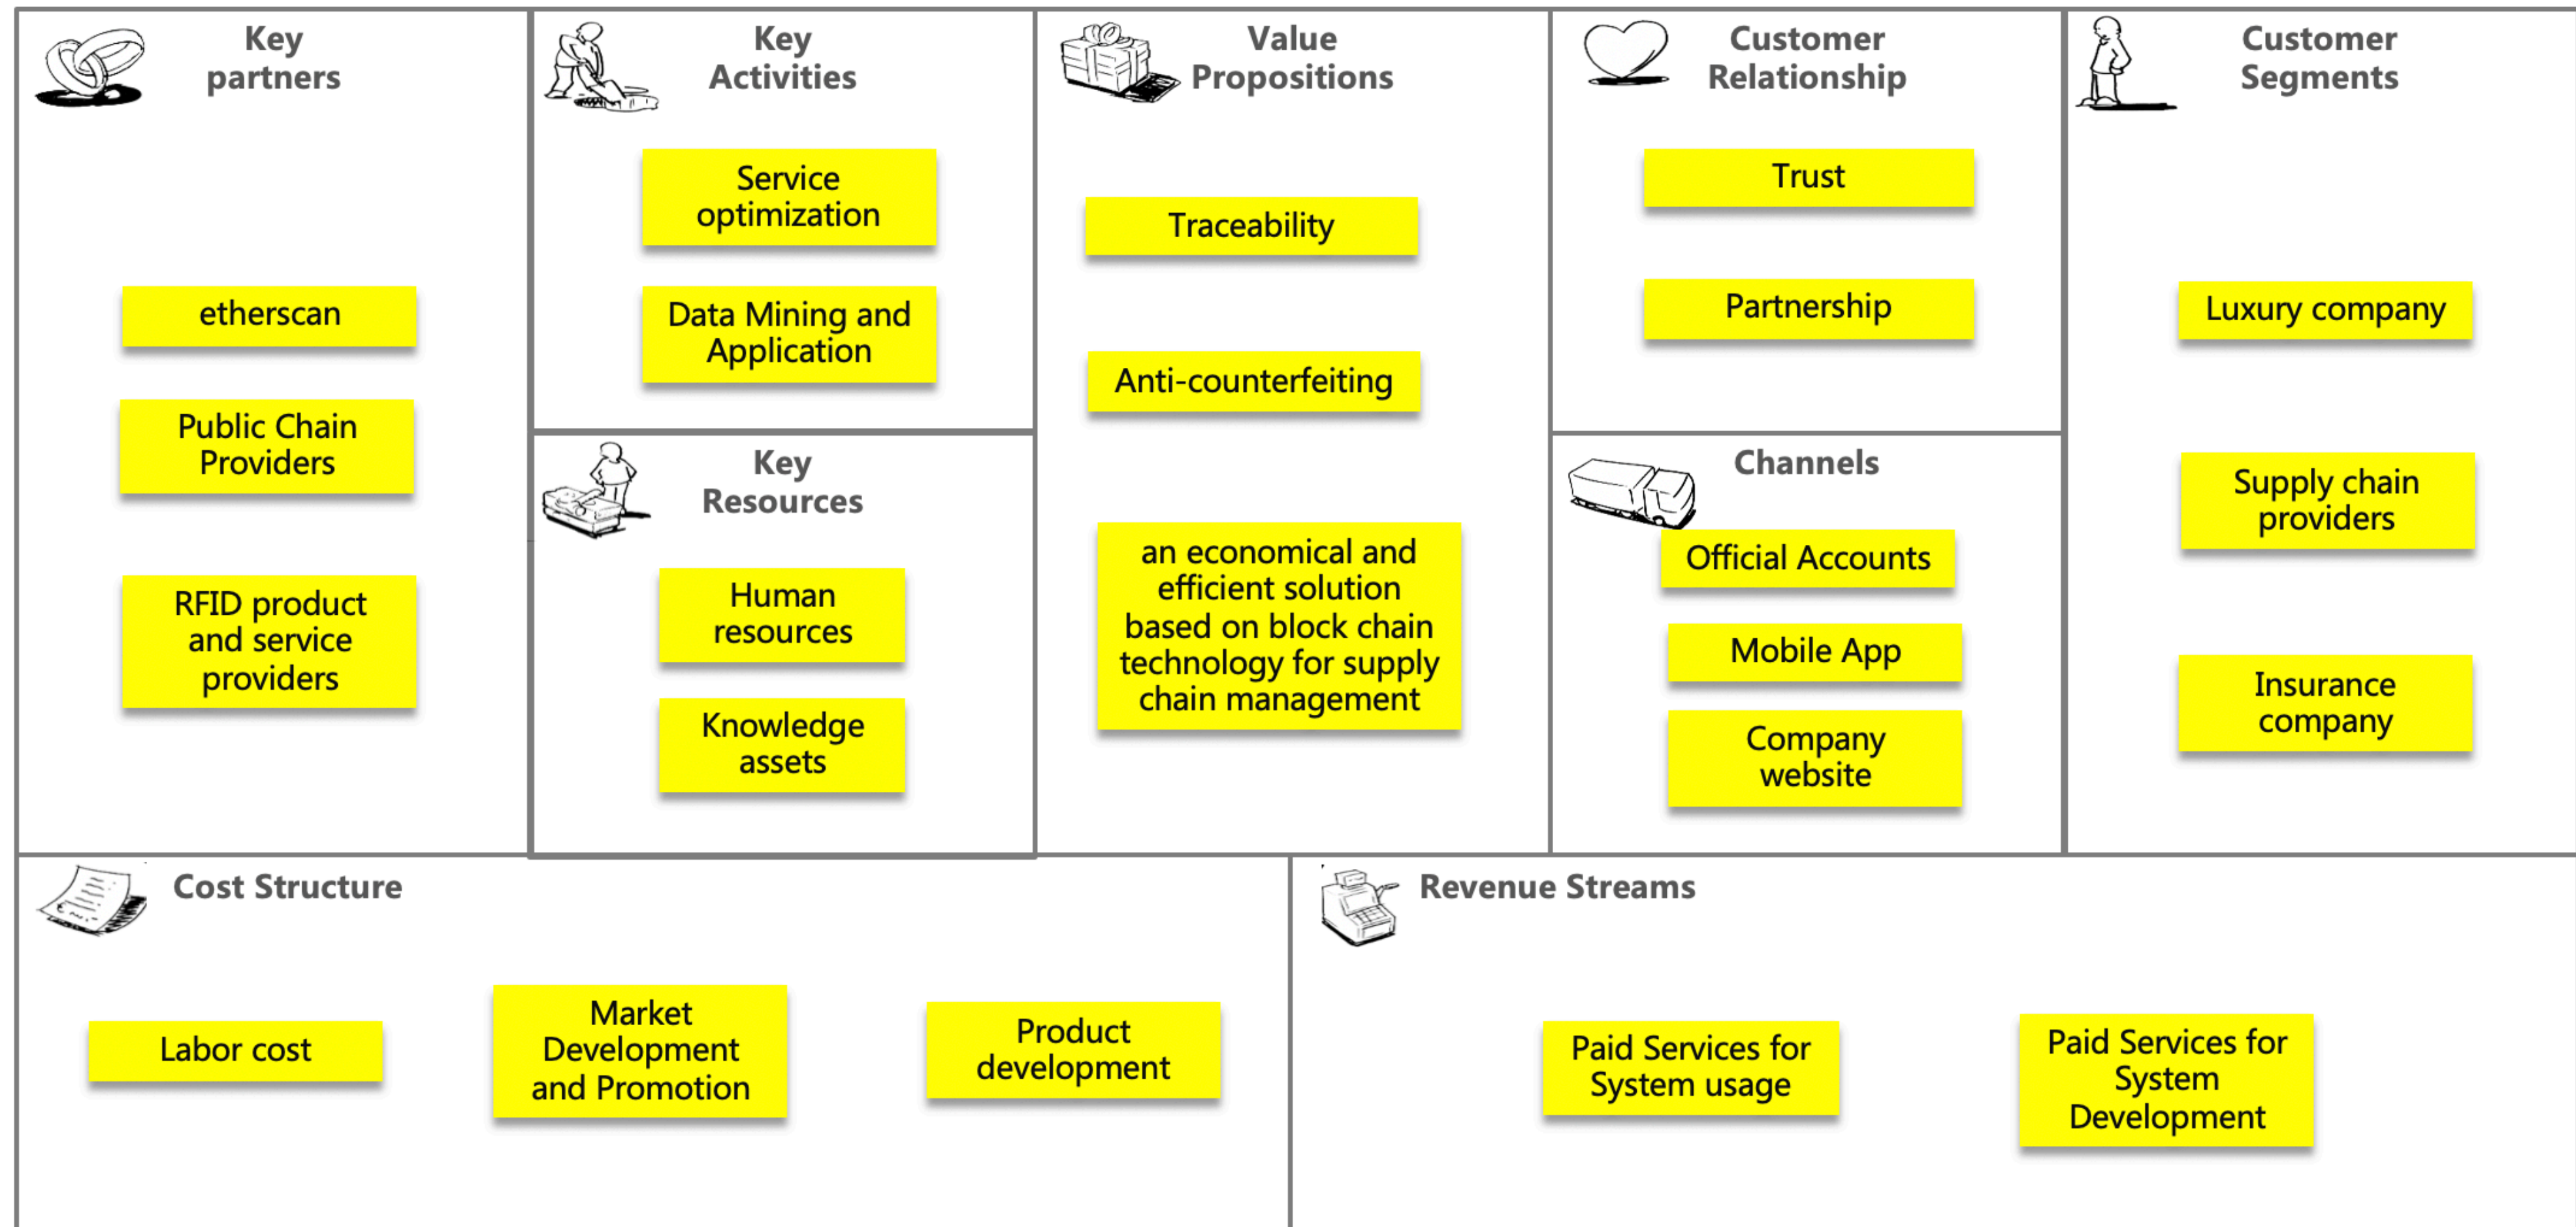 Key
partners
etherscan
Public Chain
Providers
RFID product
and service
providers
Key
Activities
Service
optimization
Data Mining and
Application
Key
Resources
Human
resources
Knowledge
assets
Value
Propositions
Traceability
Anti-counterfeiting
an economical and
efficient solution
based on block chain
technology for supply
chain management
Customer
Relationship
Trust
Partnership
Channels
Official Accounts
Mobile App
Company
website
Customer
Segments
Luxury company
Supply chain
providers
Insurance
company
Cost Structure
Labor cost
Market
Development
and Promotion
Product
development
Revenue Streams
Paid Services for
System usage
Paid Services for
System
Development